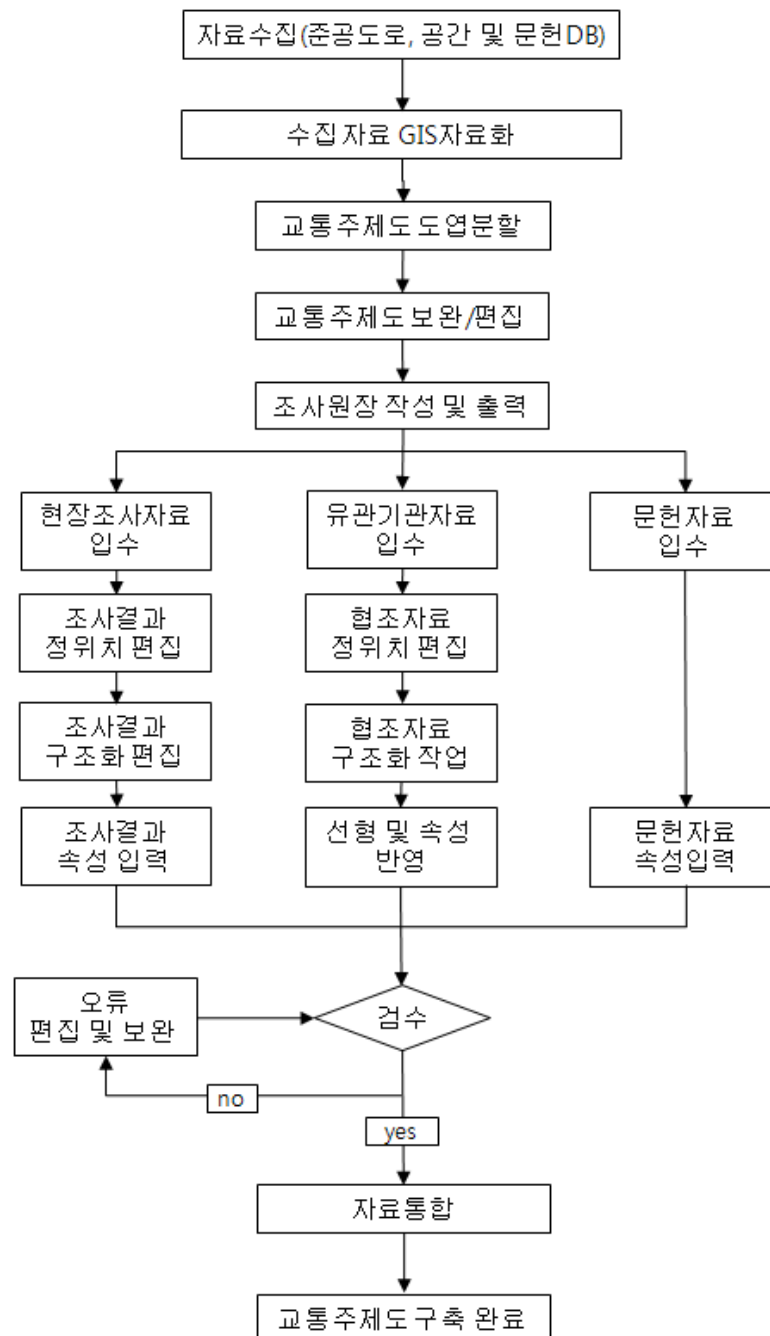 자료수집(준공도로, 공간 및 문헌DB)
수집 자료 GIS자료화
교통주제도 도엽분할
교통주제도 보완/편집
조사원장 작성 및 출력
현장조사자료
입수
유관기관자료
입수
문헌자료
입수
조사결과
정위치 편집
협조자료
정위치 편집
조사결과
구조화 편집
협조자료
구조화 작업
조사결과
속성 입력
선형 및 속성
반영
문헌자료
속성입력
오류
편집 및 보완
검수
no
yes
자료통합
교통주제도 구축 완료